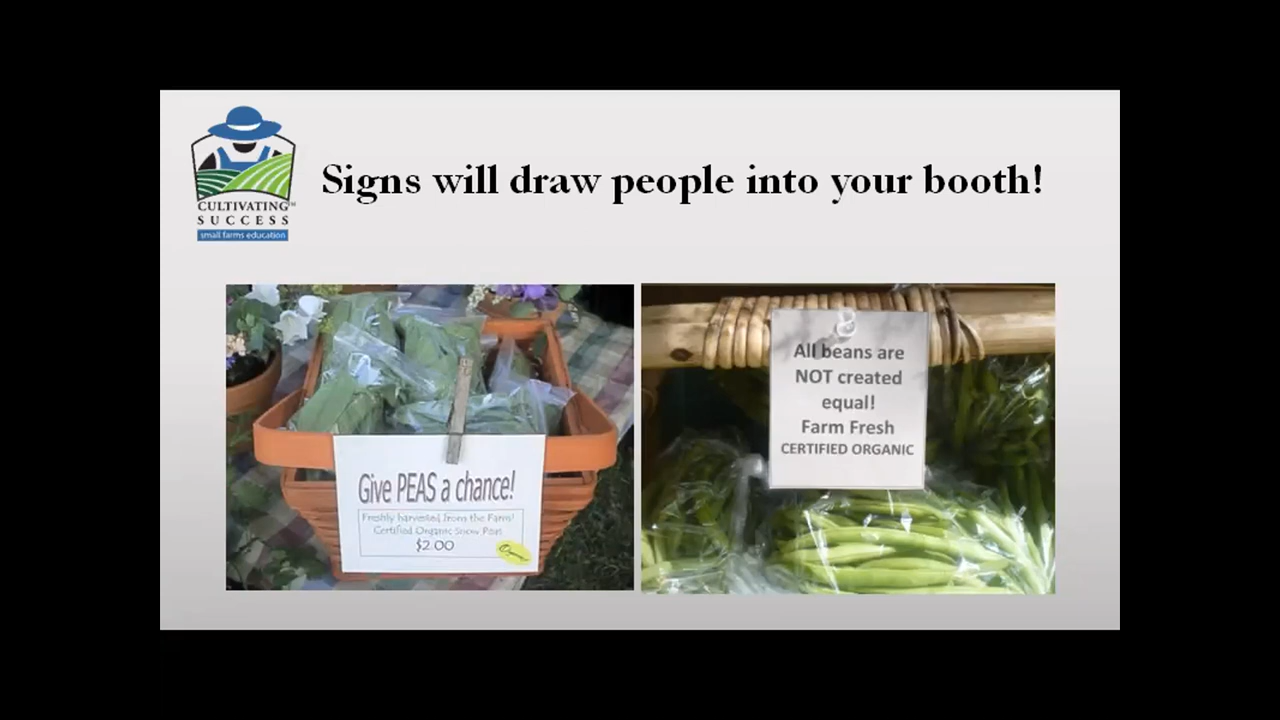 CULTIVATING
SUCCESS
small farms education
Signs will draw people into your booth!
Give PEAS a chance!
Freshly harvested from the Farm!
Certified Organic Snow Peas
$2.00
Organic
All beans are
NOT created
equal!
Farm Fresh
CERTIFIED ORGANIC